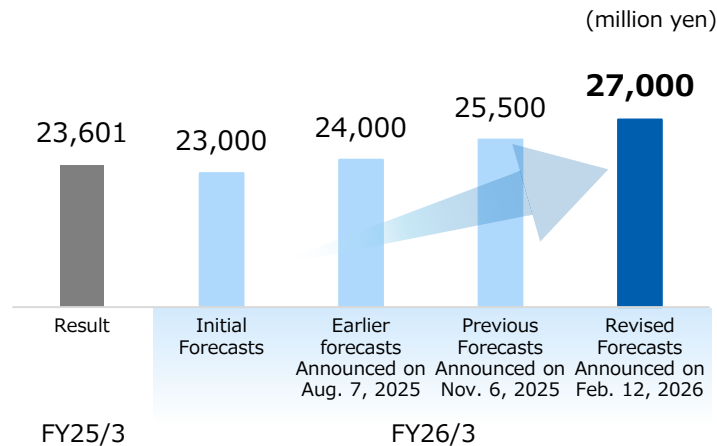 (million yen)
23,601
23,000
24,000
25,500
27,000
Result
Initial
Forecasts
Earlier
forecasts
Announced on
Aug. 7, 2025
Previous
Forecasts
Announced on
Nov. 6, 2025
Revised
Forecasts
Announced on
Feb. 12, 2026
FY25/3
FY26/3